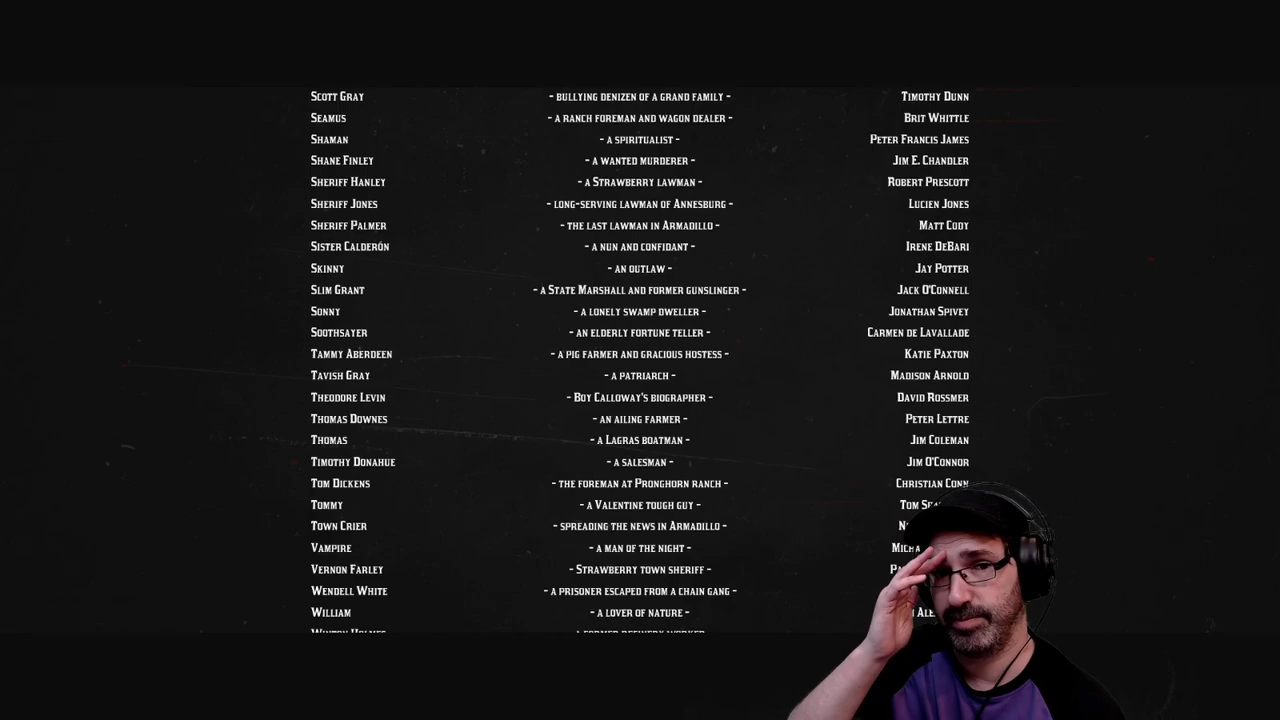 Scott Gray - bullying denizen of a grand family - Timothy Dunn
Seamus - a ranch foreman and wagon dealer - Brit Whittle
Shaman - a spiritualist - Peter Francis James
Shane Finley - a wanted murderer - Jim E. Chandler
Sheriff Hanley - a Strawberry lawman - Robert Prescott
Sheriff Jones - long-serving lawman of Annesburg - Lucien Jones
Sheriff Palmer - the last lawman in Armadillo - Matt Cody
Sister Calderón - a nun and confidant - Irene DeBari
Skinny - an outlaw - Jay Potter
Slim Grant - a State Marshall and former gunslinger - Jack O'Connell
Sonny - a lonely swamp dweller - Jonathan Spivey
Soothsayer - an elderly fortune teller - Carmen de Lavallade
Tammy Aberdeen - a pig farmer and gracious hostess - Katie Paxton
Tavish Gray - a patriarch - Madison Arnold
Theodore Levin - Boy Calloway's biographer - David Rossmer
Thomas Downes - an ailing farmer - Peter Lettre
Thomas - a Lagras boatman - Jim Coleman
Timothy Donahue - a salesman - Jim O'Connor
Tom Dickens - the foreman at Pronghorn ranch - Christian Conn
Tommy - a Valentine tough guy - Tom
Town Crier - spreading the news in Armadillo -
Vampire - a man of the night -
Vernon Farley - Strawberry town sheriff -
Wendell White - a prisoner escaped from a chain gang -
William - a lover of nature -
Winton Holmes - a former refinery worker